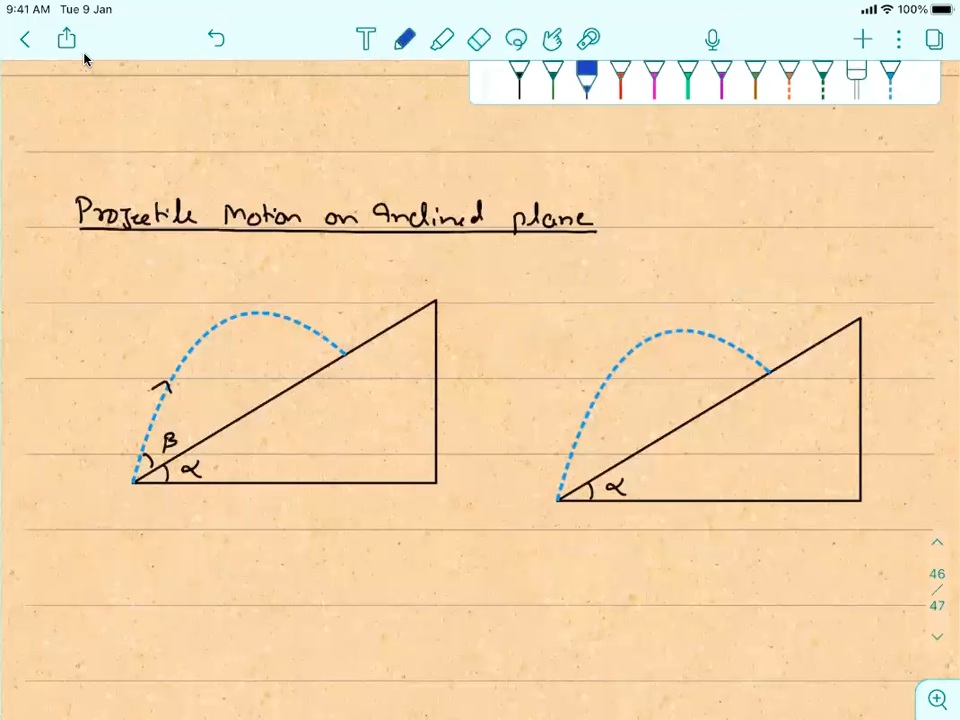 9:41 AM Tue 9 Jan
100%
T
Projectile Motion on Inclined plane
β
α
α
46
/
47